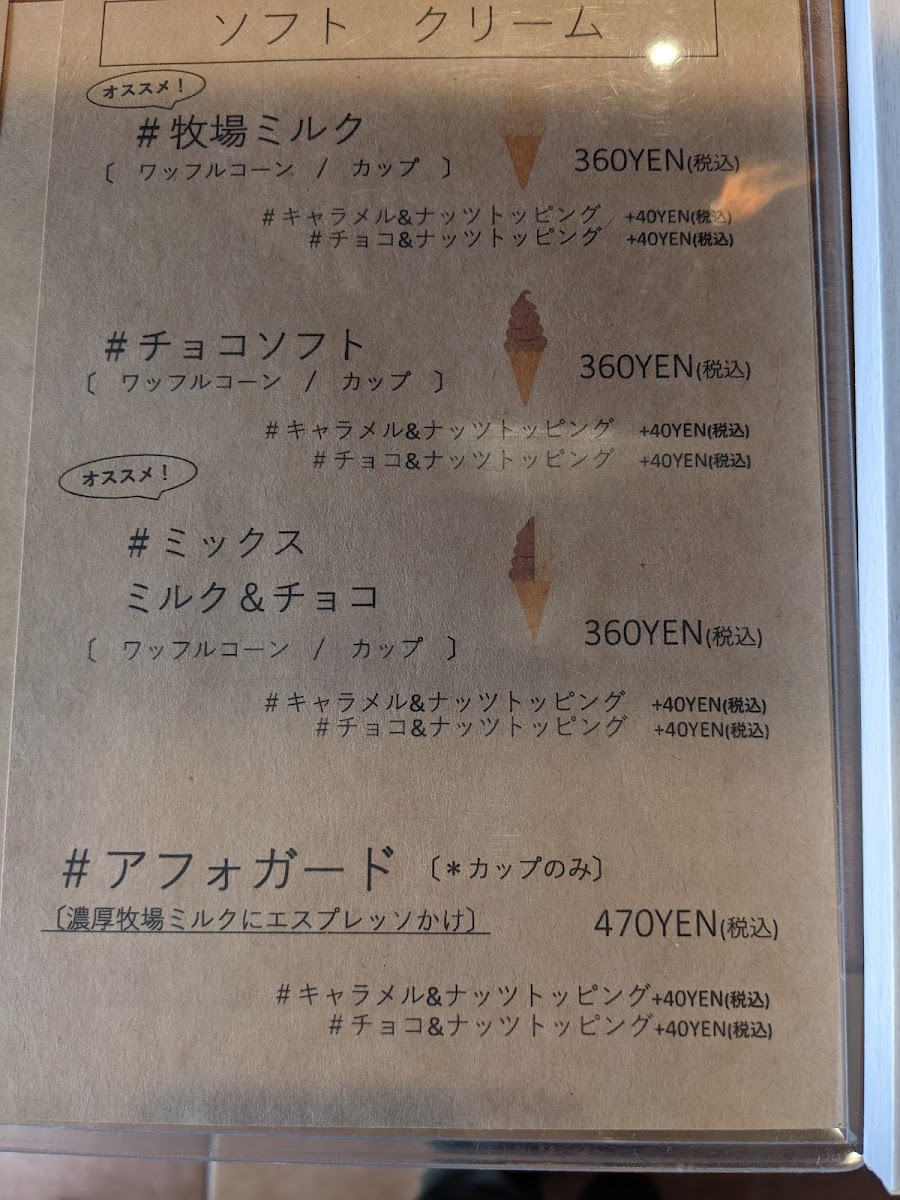 ソフト クリーム
オススメ！
#牧場ミルク
〔 ワッフルコーン / カップ 〕
360YEN(税込)
#キャラメル&ナッツトッピング +40YEN(税込)
#チョコ&ナッツトッピング +40YEN(税込)
#チョコソフト
〔 ワッフルコーン / カップ 〕
360YEN(税込)
#キャラメル&ナッツトッピング +40YEN(税込)
#チョコ&ナッツトッピング +40YEN(税込)
オススメ！
#ミックス
ミルク&チョコ
〔 ワッフルコーン / カップ 〕
360YEN(税込)
#キャラメル&ナッツトッピング +40YEN(税込)
#チョコ&ナッツトッピング +40YEN(税込)
#アフォガード 〔*カップのみ〕
〔濃厚牧場ミルクにエスプレッソかけ〕
470YEN(税込)
#キャラメル&ナッツトッピング+40YEN(税込)
#チョコ&ナッツトッピング+40YEN(税込)